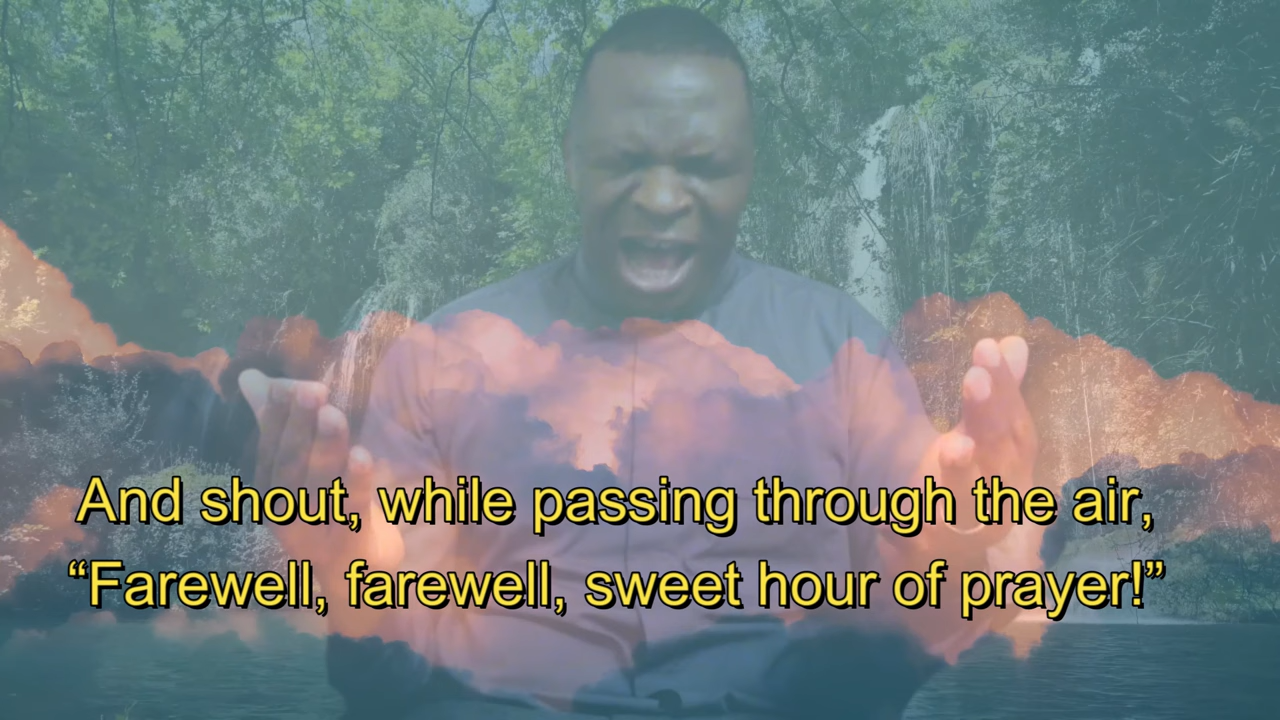 And shout, while passing through the air,
“Farewell, farewell, sweet hour of prayer!”